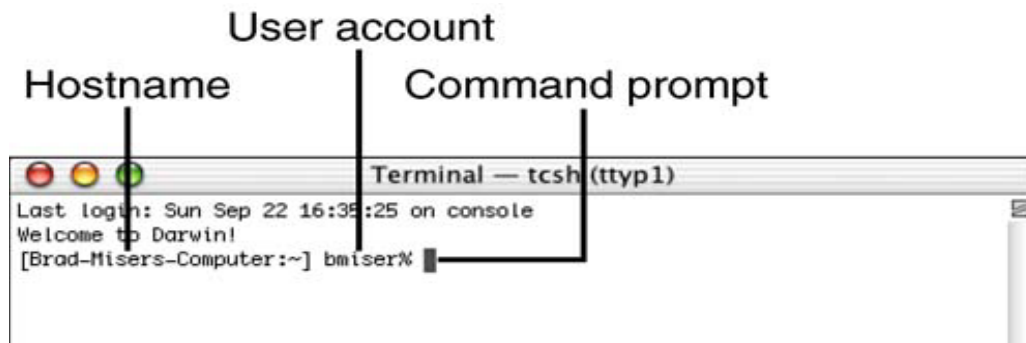 User account
Hostname
Command prompt
Terminal — tcsh (ttyp1)
Last login: Sun Sep 22 16:35:25 on console
Welcome to Darwin!
[Brad-Misers-Computer:~] bmiser%